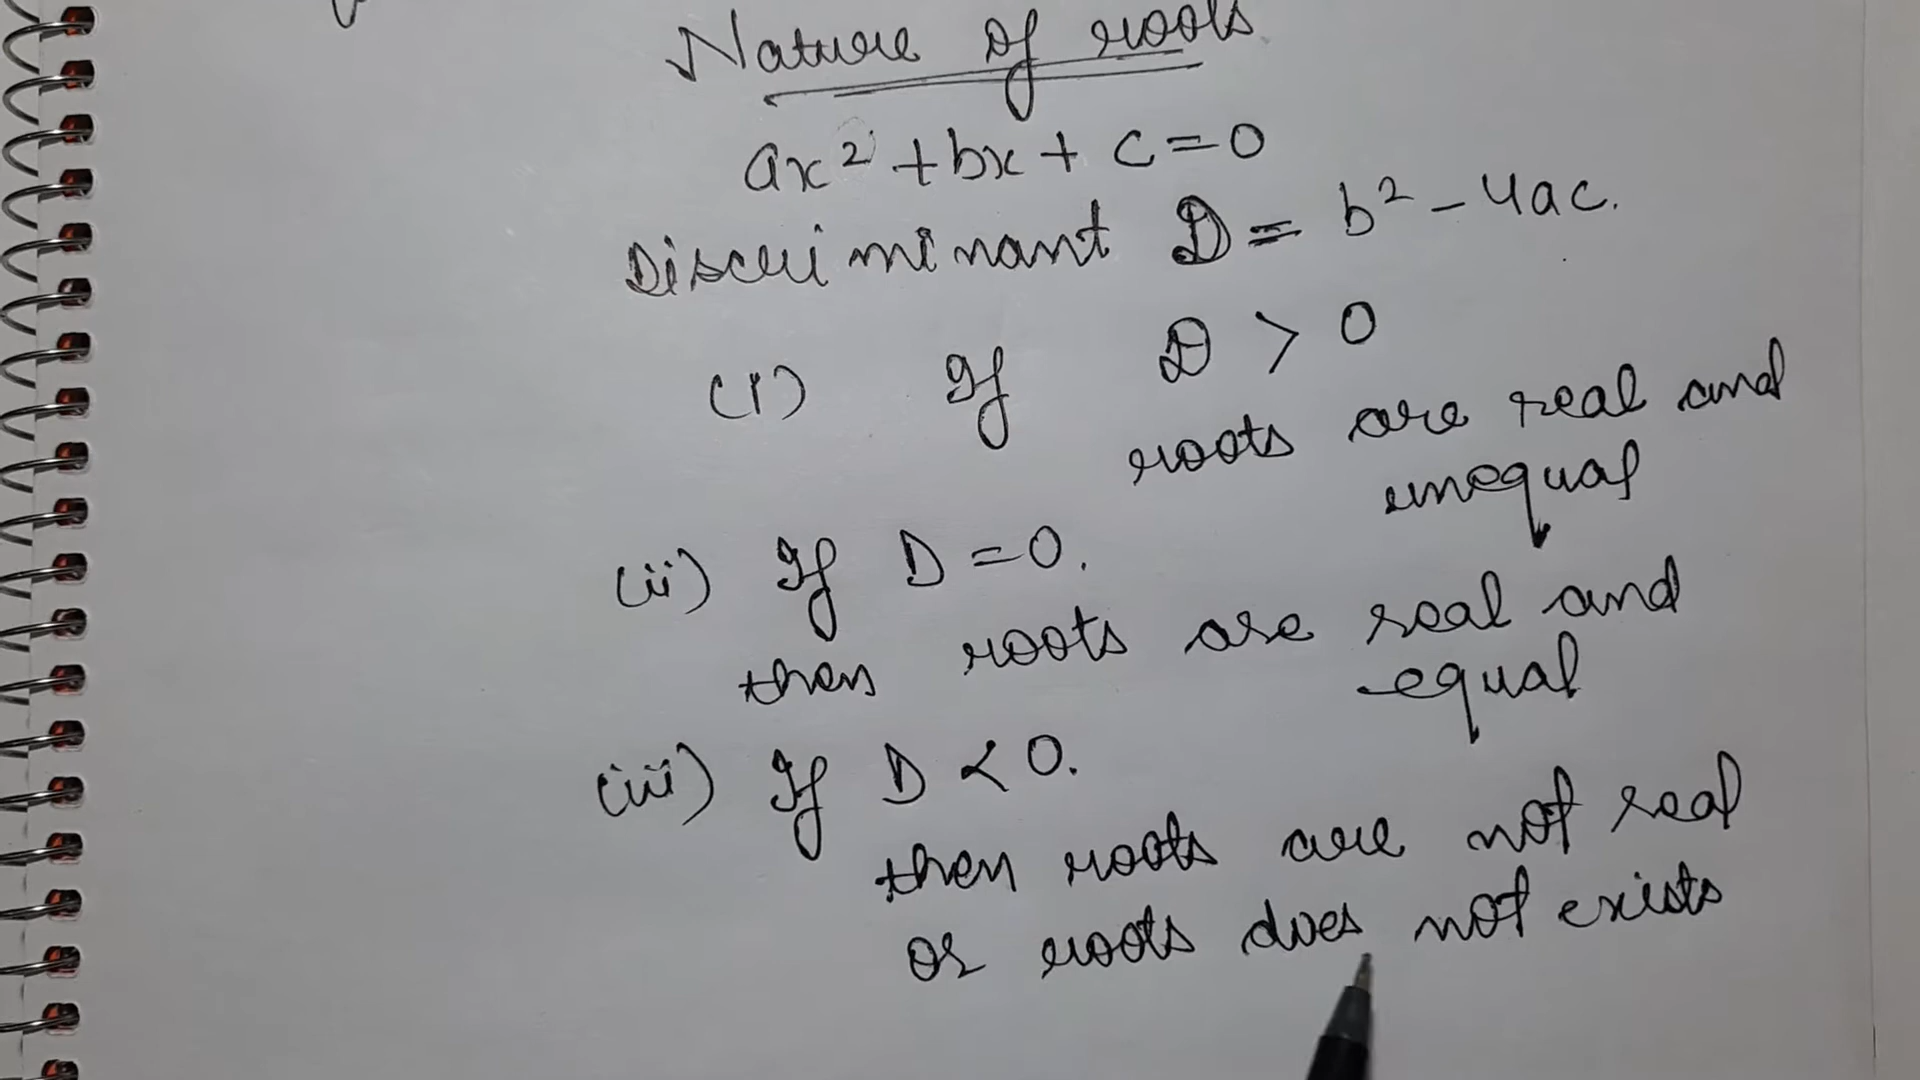 Nature of roots
ax² + bx + c = 0
Discriminant D = b² - 4ac.
(i) If D > 0
roots are real and
unequal
(ii) If D = 0.
then roots are real and
equal
(iii) If D < 0.
then roots are not real
or roots does not exists